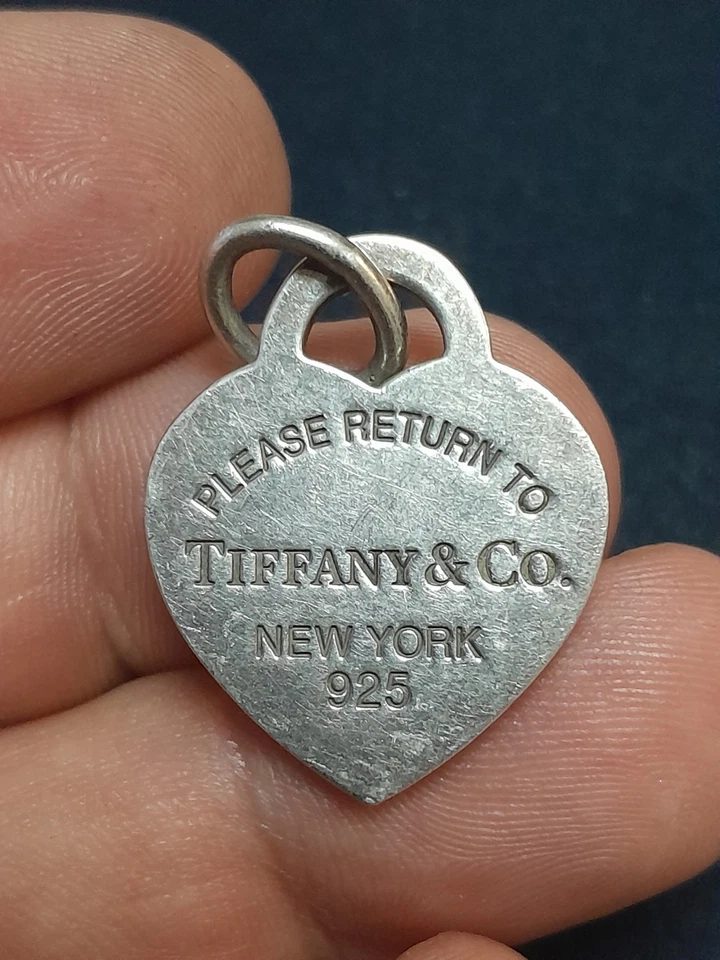 PLEASE RETURN TO
TIFFANY & CO.
NEW YORK
925